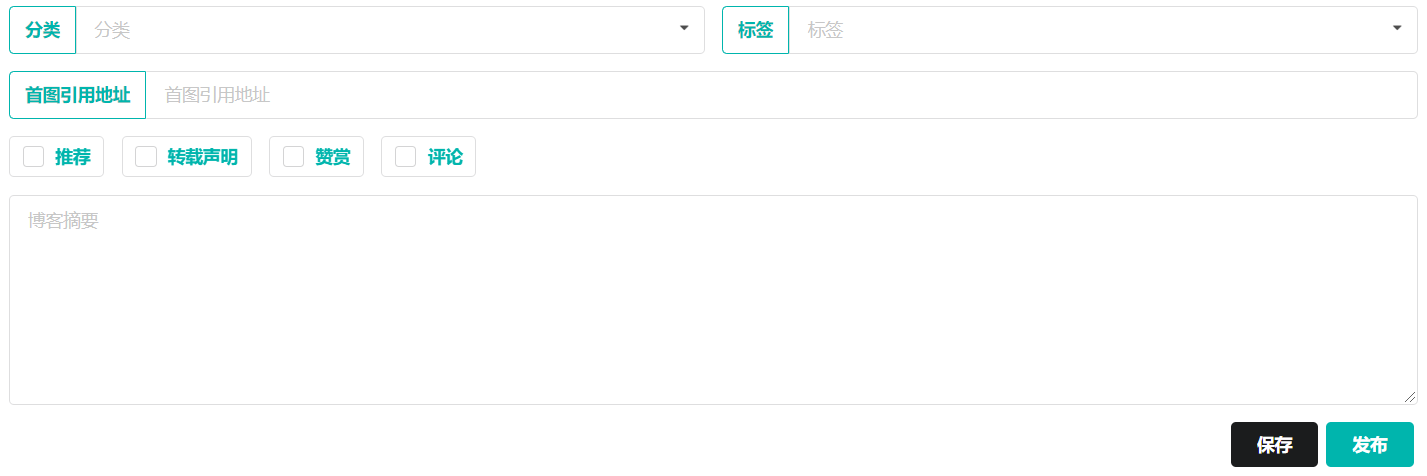 分类 分类 标签 标签
首图引用地址 首图引用地址
推荐 转载声明 赞赏 评论
博客摘要
保存 发布